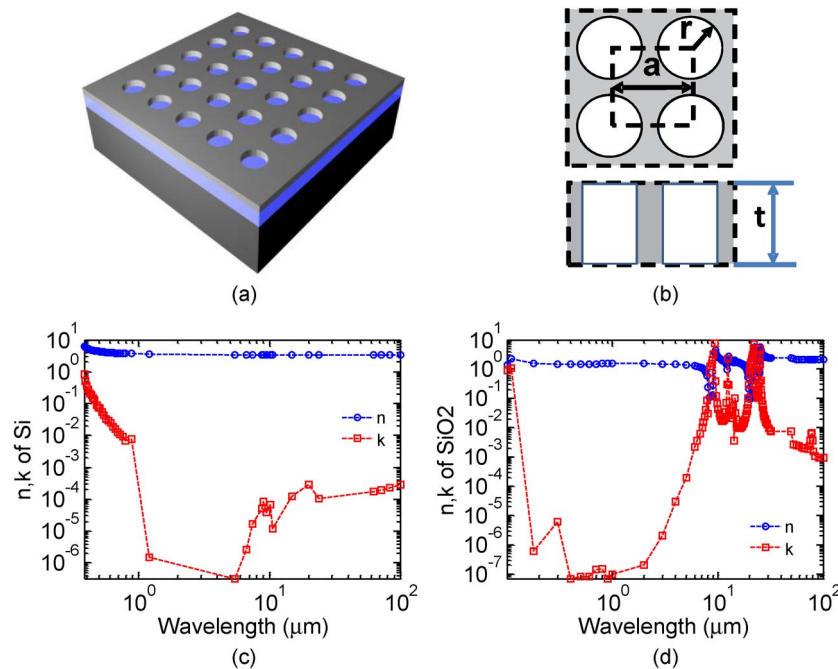 r
a
t
(a)
(b)
10^1
10^0
10^-1
10^-2
10^-3
10^-4
10^-5
10^-6
n,k of Si
n
k
10^0
10^1
10^2
Wavelength (μm)
(c)
10^1
10^0
10^-1
10^-2
10^-3
10^-4
10^-5
10^-6
10^-7
n,k of SiO2
n
k
10^0
10^1
10^2
Wavelength (μm)
(d)